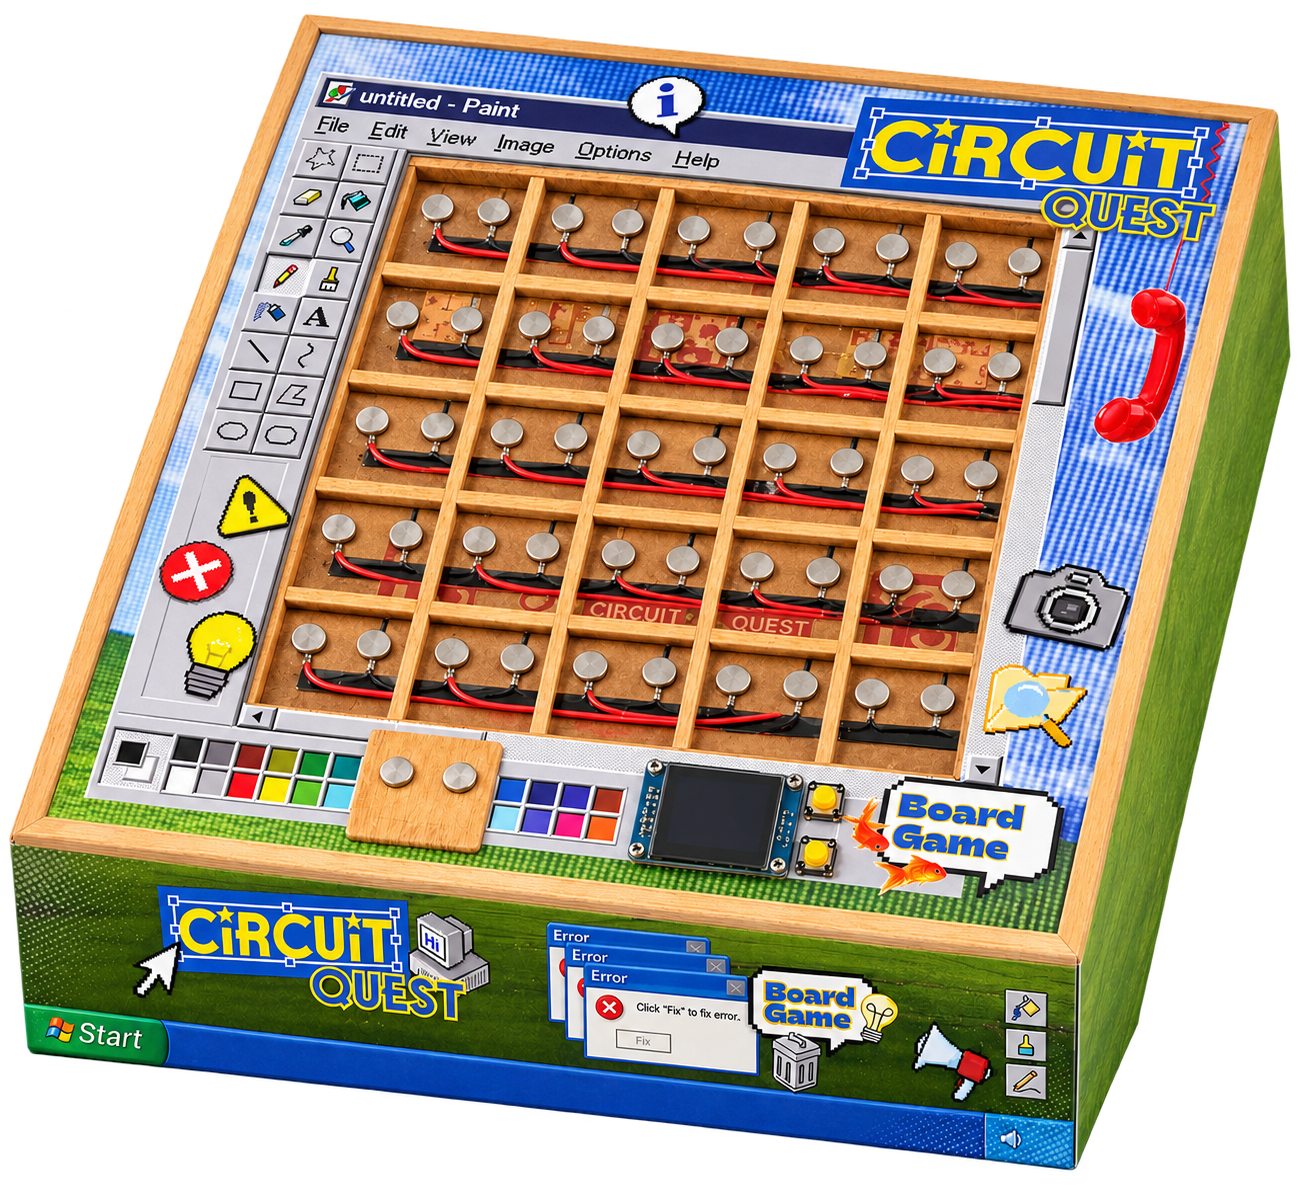 untitled - Paint
i
File Edit View Image Options Help
CiRCUiT
QUEST
A
CIRCUIT QUEST
Board
Game
CiRCUiT
QUEST
Hi
Error
Error
Error
Click "Fix" to fix error..
Fix
Board
Game
Start